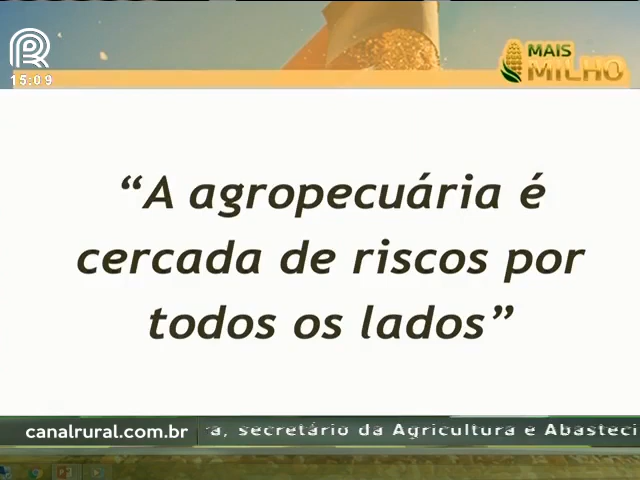 MAIS
MILHO
15:09
“A agropecuária é
cercada de riscos por
todos os lados”
canalrural.com.br
a, secretário da Agricultura e Abasteci